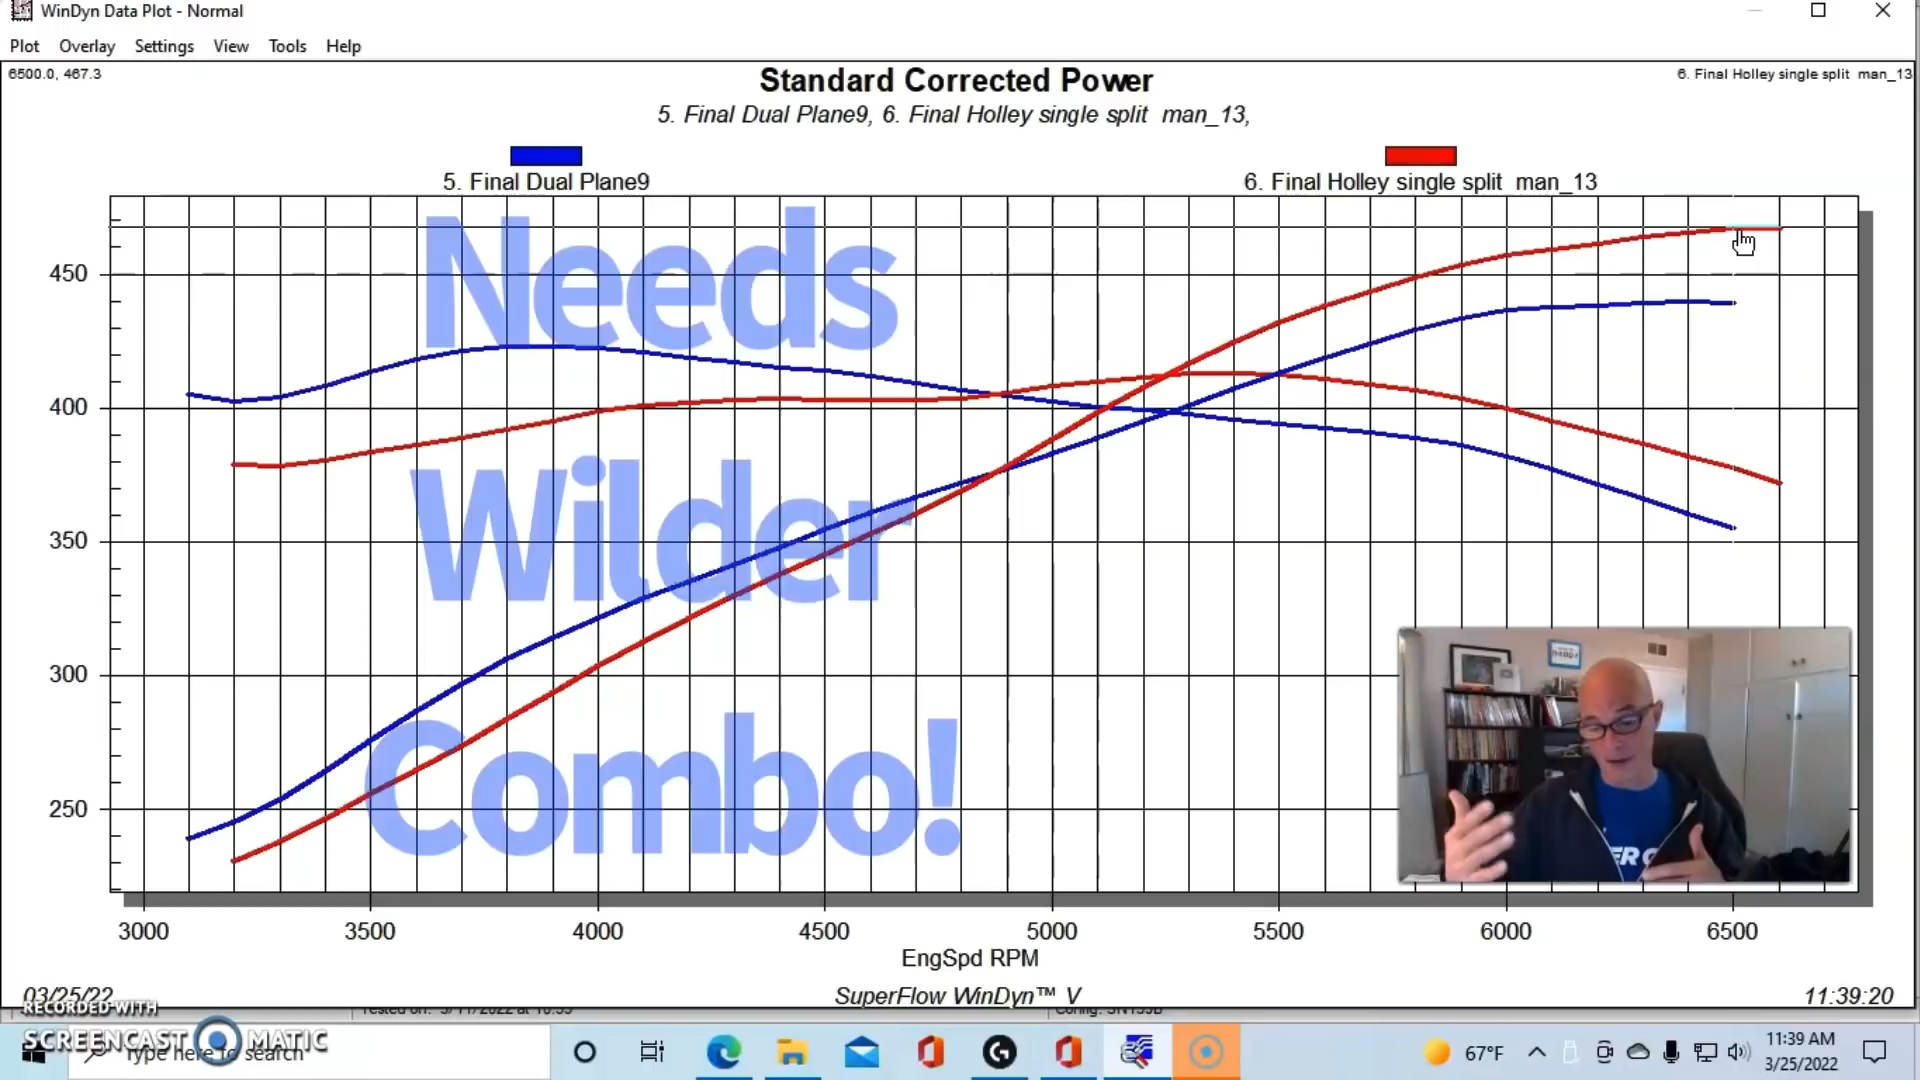 WinDyn Data Plot - Normal
Plot Overlay Settings View Tools Help
6500.0, 467.3
6. Final Holley single split man_13
Standard Corrected Power
5. Final Dual Plane9, 6. Final Holley single split man_13,
5. Final Dual Plane9
6. Final Holley single split man_13
Needs
Wilder
Combo!
450
400
350
300
250
3000 3500 4000 4500 5000 5500 6000 6500
EngSpd RPM
03/25/22
SuperFlow WinDyn™ V
11:39:20
RECORDED WITH
SCREENCAST MATIC
Type here to search
67°F
11:39 AM
3/25/2022